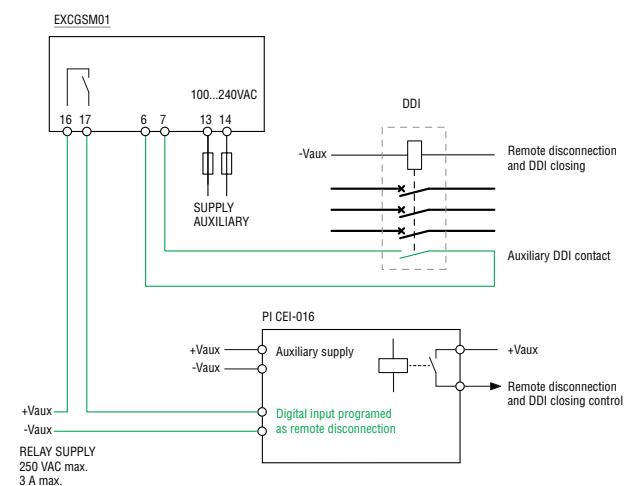 EXCGSM01
100...240VAC
16 17 6 7 13 14
SUPPLY
AUXILIARY
DDI
-Vaux
Remote disconnection
and DDI closing
Auxiliary DDI contact
PI CEI-016
+Vaux
-Vaux
Auxiliary supply
+Vaux
Remote disconnection
and DDI closing control
Digital input programed
as remote disconnection
+Vaux
-Vaux
RELAY SUPPLY
250 VAC max.
3 A max.